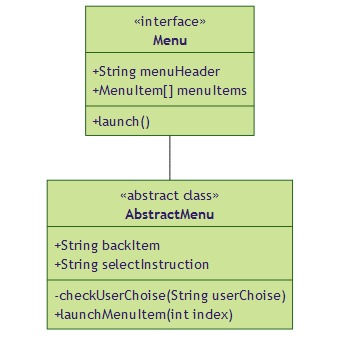 «interface»
Menu
+String menuHeader
+MenuItem[] menuItems
+launch()
«abstract class»
AbstractMenu
+String backItem
+String selectInstruction
-checkUserChoise(String userChoise)
+launchMenuItem(int index)